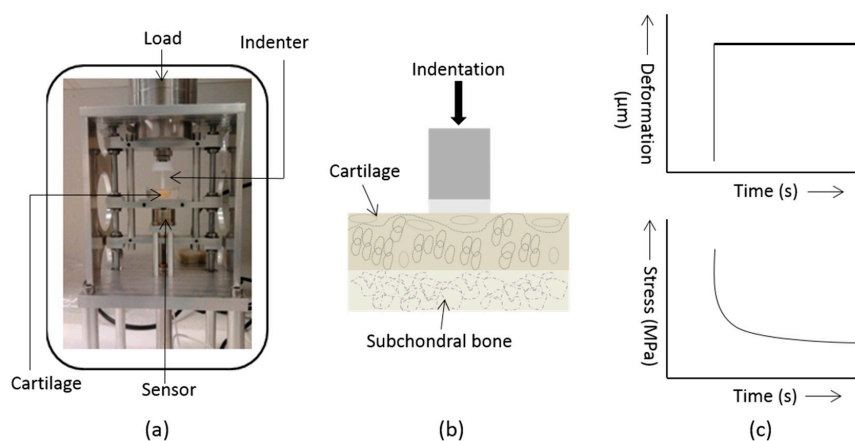 Load
Indenter
Cartilage
Sensor
(a)
Indentation
Cartilage
Subchondral bone
(b)
Deformation
(µm)
Time (s)
Stress (MPa)
Time (s)
(c)